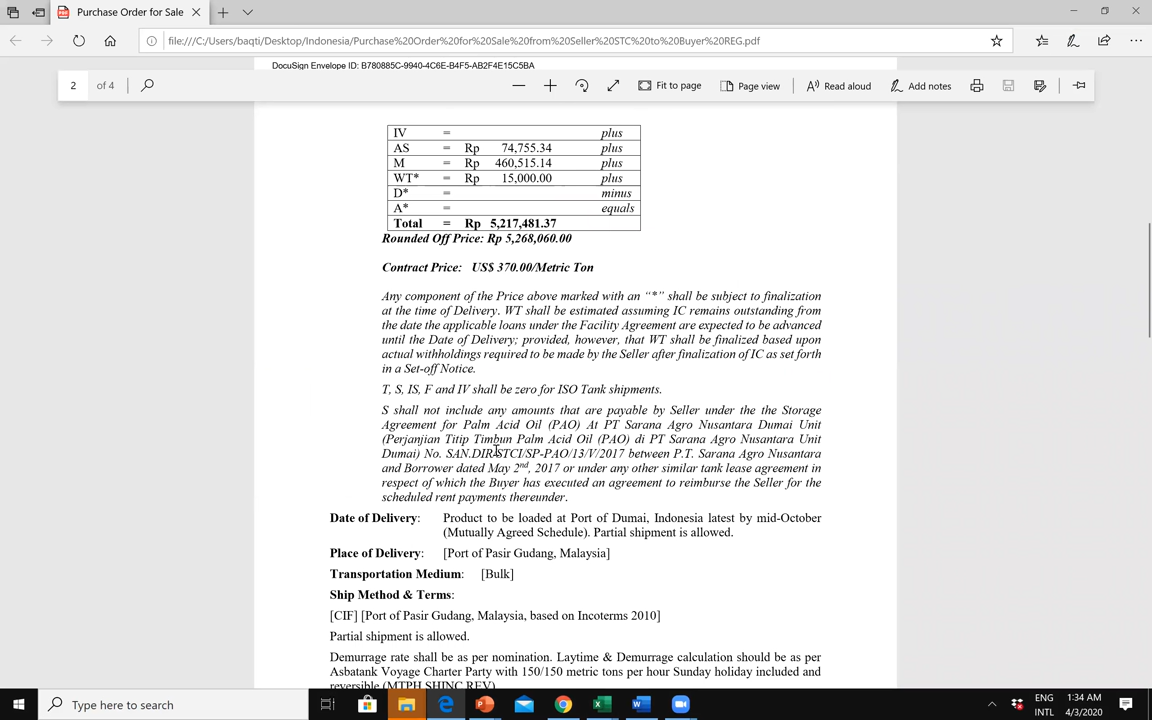 Purchase Order for Sale
file:///C:/Users/baqti/Desktop/Indonesia/Purchase%20Order%20for%20Sale%20from%20Seller%20STC%20to%20Buyer%20REG.pdf
DocuSign Envelope ID: B780885C-9940-4C6E-B4F5-AB2F4E15C5BA
2 of 4 Fit to page Page view Read aloud Add notes
IV = plus
AS = Rp 74,755.34 plus
M = Rp 460,515.14 plus
WT* = Rp 15,000.00 plus
D* = minus
A* = equals
Total = Rp 5,217,481.37
Rounded Off Price: Rp 5,268,060.00
Contract Price: US$ 370.00/Metric Ton
Any component of the Price above marked with an “*” shall be subject to finalization
at the time of Delivery. WT shall be estimated assuming IC remains outstanding from
the date the applicable loans under the Facility Agreement are expected to be advanced
until the Date of Delivery; provided, however, that WT shall be finalized based upon
actual withholdings required to be made by the Seller after finalization of IC as set forth
in a Set-off Notice.
T, S, IS, F and IV shall be zero for ISO Tank shipments.
S shall not include any amounts that are payable by Seller under the the Storage
Agreement for Palm Acid Oil (PAO) At PT Sarana Agro Nusantara Dumai Unit
(Perjanjian Titip Timbun Palm Acid Oil (PAO) di PT Sarana Agro Nusantara Unit
Dumai) No. SAN.DIR/STCI/SP-PAO/13/V/2017 between P.T. Sarana Agro Nusantara
and Borrower dated May 2nd, 2017 or under any other similar tank lease agreement in
respect of which the Buyer has executed an agreement to reimburse the Seller for the
scheduled rent payments thereunder.
Date of Delivery: Product to be loaded at Port of Dumai, Indonesia latest by mid-October
(Mutually Agreed Schedule). Partial shipment is allowed.
Place of Delivery: [Port of Pasir Gudang, Malaysia]
Transportation Medium: [Bulk]
Ship Method & Terms:
[CIF] [Port of Pasir Gudang, Malaysia, based on Incoterms 2010]
Partial shipment is allowed.
Demurrage rate shall be as per nomination. Laytime & Demurrage calculation should be as per
Asbatank Voyage Charter Party with 150/150 metric tons per hour Sunday holiday included and
reversible (MTPH SHINC REV)
Type here to search
ENG 1:34 AM
INTL 4/3/2020